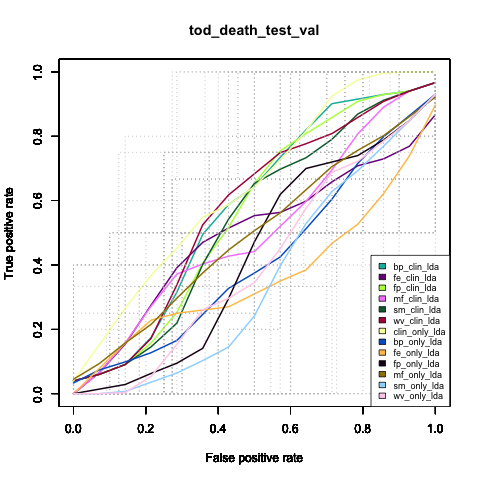 tod_death_test_val
True positive rate
1.0
0.8
0.6
0.4
0.2
0.0
bp_clin_lda
fe_clin_lda
fp_clin_lda
mf_clin_lda
sm_clin_lda
wv_clin_lda
clin_only_lda
bp_only_lda
fe_only_lda
fp_only_lda
mf_only_lda
sm_only_lda
wv_only_lda
0.0 0.2 0.4 0.6 0.8 1.0
False positive rate